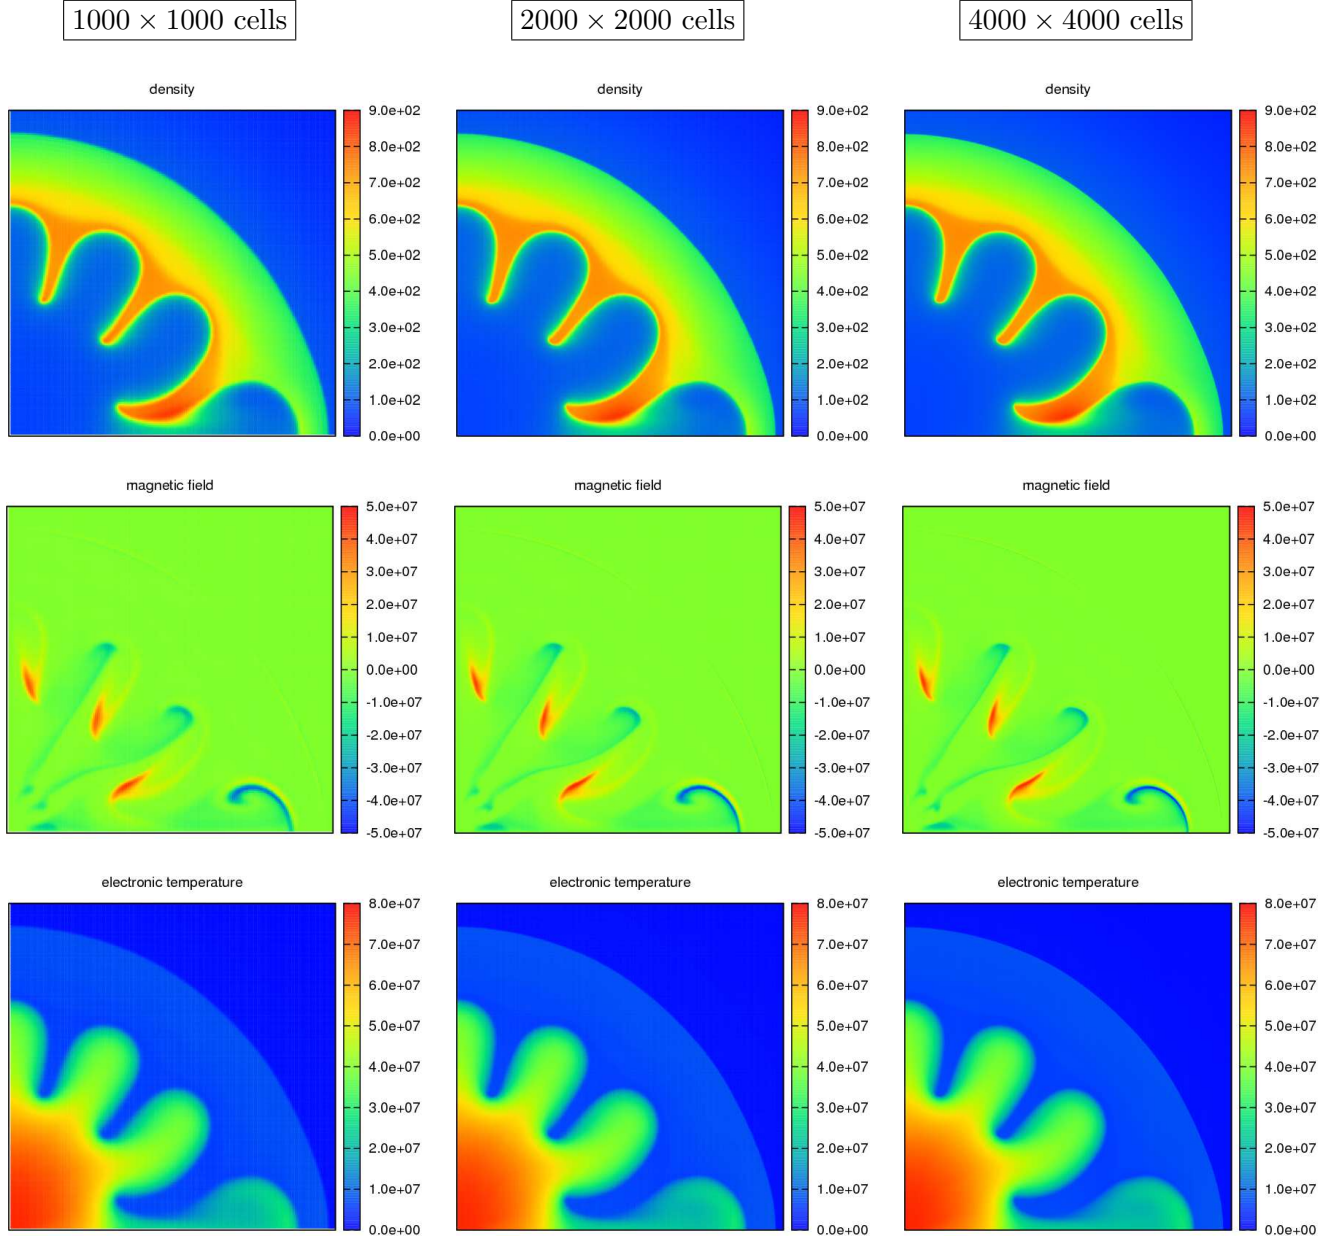 1000 × 1000 cells
2000 × 2000 cells
4000 × 4000 cells
density
9.0e+02
8.0e+02
7.0e+02
6.0e+02
5.0e+02
4.0e+02
3.0e+02
2.0e+02
1.0e+02
0.0e+00
density
9.0e+02
8.0e+02
7.0e+02
6.0e+02
5.0e+02
4.0e+02
3.0e+02
2.0e+02
1.0e+02
0.0e+00
density
9.0e+02
8.0e+02
7.0e+02
6.0e+02
5.0e+02
4.0e+02
3.0e+02
2.0e+02
1.0e+02
0.0e+00
magnetic field
5.0e+07
4.0e+07
3.0e+07
2.0e+07
1.0e+07
0.0e+00
-1.0e+07
-2.0e+07
-3.0e+07
-4.0e+07
-5.0e+07
magnetic field
5.0e+07
4.0e+07
3.0e+07
2.0e+07
1.0e+07
0.0e+00
-1.0e+07
-2.0e+07
-3.0e+07
-4.0e+07
-5.0e+07
magnetic field
5.0e+07
4.0e+07
3.0e+07
2.0e+07
1.0e+07
0.0e+00
-1.0e+07
-2.0e+07
-3.0e+07
-4.0e+07
-5.0e+07
electronic temperature
8.0e+07
7.0e+07
6.0e+07
5.0e+07
4.0e+07
3.0e+07
2.0e+07
1.0e+07
0.0e+00
electronic temperature
8.0e+07
7.0e+07
6.0e+07
5.0e+07
4.0e+07
3.0e+07
2.0e+07
1.0e+07
0.0e+00
electronic temperature
8.0e+07
7.0e+07
6.0e+07
5.0e+07
4.0e+07
3.0e+07
2.0e+07
1.0e+07
0.0e+00